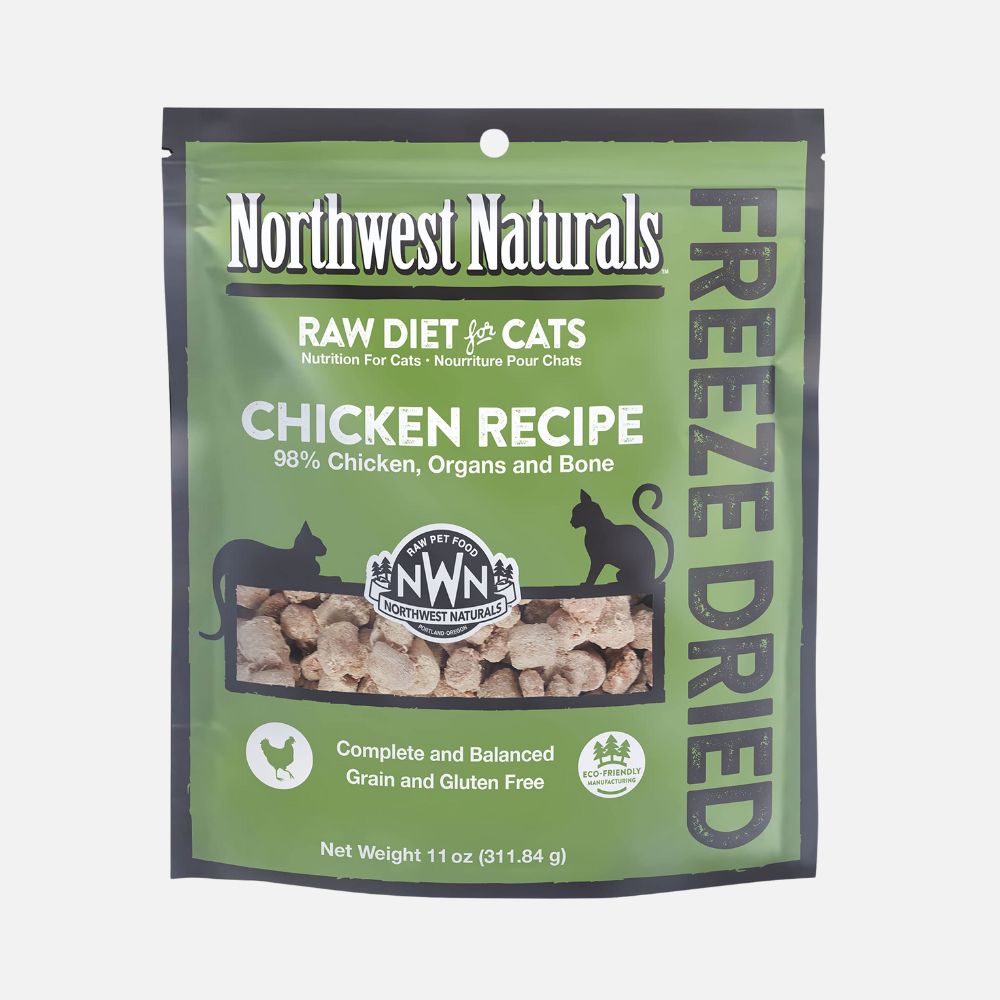 Northwest Naturals™
RAW DIET for CATS
Nutrition For Cats • Nourriture Pour Chats
CHICKEN RECIPE
98% Chicken, Organs and Bone
FREEZE DRIED
RAW PET FOOD
NWN
NORTHWEST NATURALS
PORTLAND·OREGON
Complete and Balanced
Grain and Gluten Free
ECO-FRIENDLY
MANUFACTURING
Net Weight 11 oz (311.84 g)